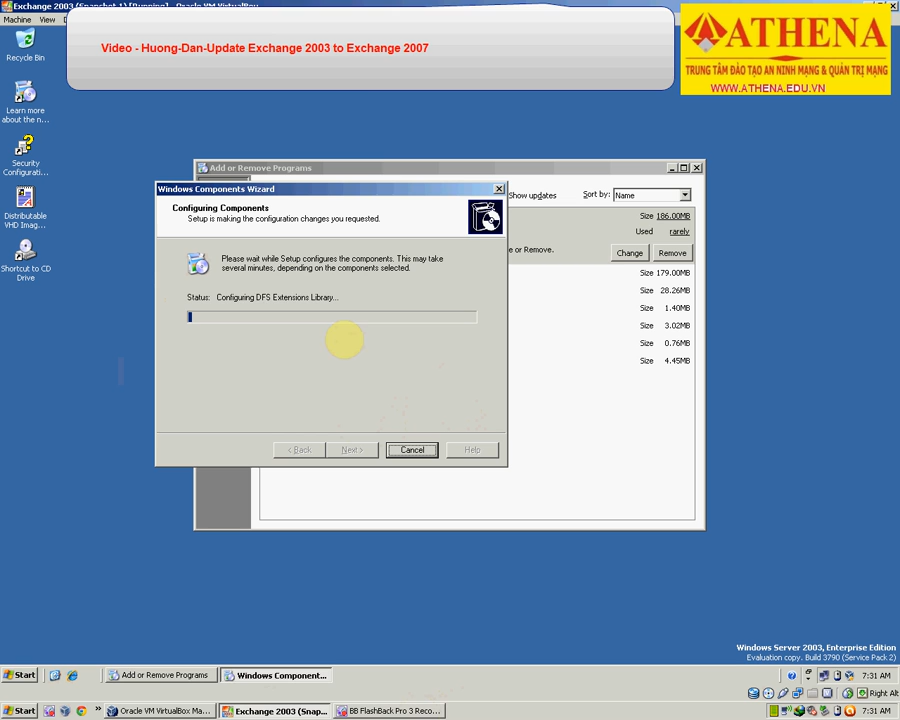 Exchange 2003 (Snapshot 1) [Running] - Oracle VM VirtualBox
Machine View
Video - Huong-Dan-Update Exchange 2003 to Exchange 2007
ATHENA
TRUNG TÂM ĐÀO TẠO AN NINH MẠNG & QUẢN TRỊ MẠNG
WWW.ATHENA.EDU.VN
Recycle Bin
Learn more
about the n...
Security
Configurati...
Distributable
VHD Imag...
Shortcut to CD
Drive
Add or Remove Programs
Show updates
Sort by: Name
Size 186.00MB
Used rarely
e or Remove.
Change Remove
Size 179.00MB
Size 28.26MB
Size 1.40MB
Size 3.02MB
Size 0.76MB
Size 4.45MB
Windows Components Wizard
Configuring Components
Setup is making the configuration changes you requested.
Please wait while Setup configures the components. This may take
several minutes, depending on the components selected.
Status: Configuring DFS Extensions Library...
< Back Next > Cancel Help
Windows Server 2003, Enterprise Edition
Evaluation copy. Build 3790 (Service Pack 2)
Start Add or Remove Programs Windows Component... 7:31 AM
Right Alt
Start Oracle VM VirtualBox Ma... Exchange 2003 (Snap... BB FlashBack Pro 3 Reco... 7:31 AM